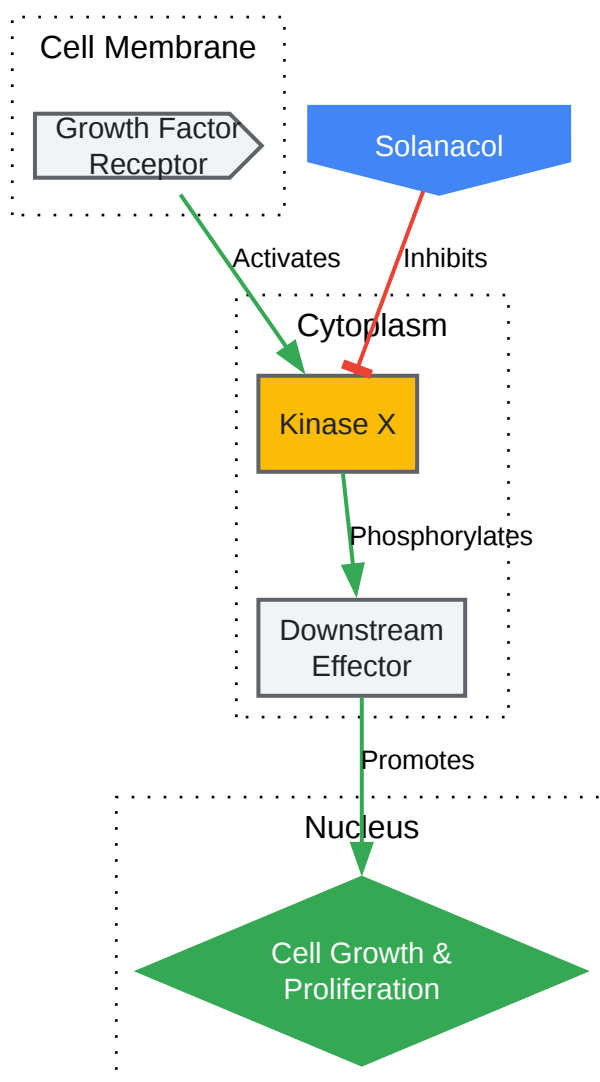 Cell Membrane
Growth Factor
Receptor
Solanacol
Activates
Inhibits
Cytoplasm
Kinase X
Phosphorylates
Downstream
Effector
Promotes
Nucleus
Cell Growth &
Proliferation